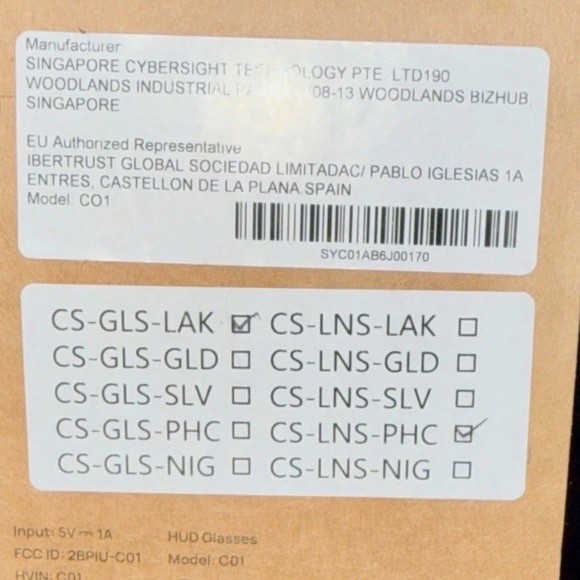 Manufacturer
SINGAPORE CYBERSIGHT TECHNOLOGY PTE. LTD190
WOODLANDS INDUSTRIAL 08-13 WOODLANDS BIZHUB,
SINGAPORE
EU Authorized Representative
IBERTRUST GLOBAL SOCIEDAD LIMITADAC/ PABLO IGLESIAS 1A
ENTRES, CASTELLON DE LA PLANA SPAIN
Model: CO1
SYC01AB6J00170
CS-GLS-LAK ☑ CS-LNS-LAK ☐
CS-GLS-GLD ☐ CS-LNS-GLD ☐
CS-GLS-SLV ☐ CS-LNS-SLV ☐
CS-GLS-PHC ☐ CS-LNS-PHC ☑
CS-GLS-NIG ☐ CS-LNS-NIG ☐
Input: 5V⎓1A HUD Glasses
FCC ID: 2BPIU-C01 Model: C01
HVIN: C01